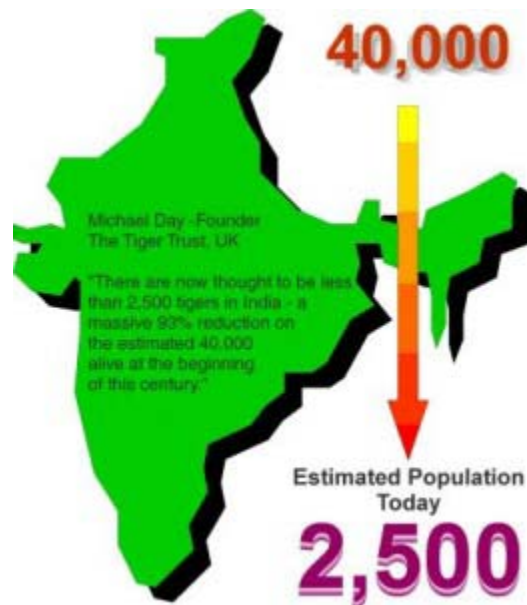 40,000
Michael Day -Founder
The Tiger Trust, UK
"There are now thought to be less
than 2,500 tigers in India - a
massive 93% reduction on
the estimated 40,000
alive at the beginning
of this century."
Estimated Population
Today
2,500